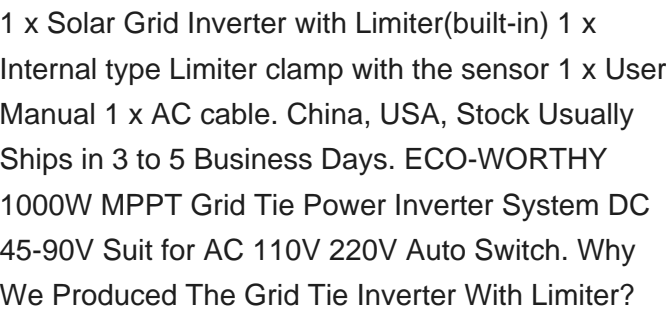 1 x Solar Grid Inverter with Limiter(built-in) 1 x
Internal type Limiter clamp with the sensor 1 x User
Manual 1 x AC cable. China, USA, Stock Usually
Ships in 3 to 5 Business Days. ECO-WORTHY
1000W MPPT Grid Tie Power Inverter System DC
45-90V Suit for AC 110V 220V Auto Switch. Why
We Produced The Grid Tie Inverter With Limiter?